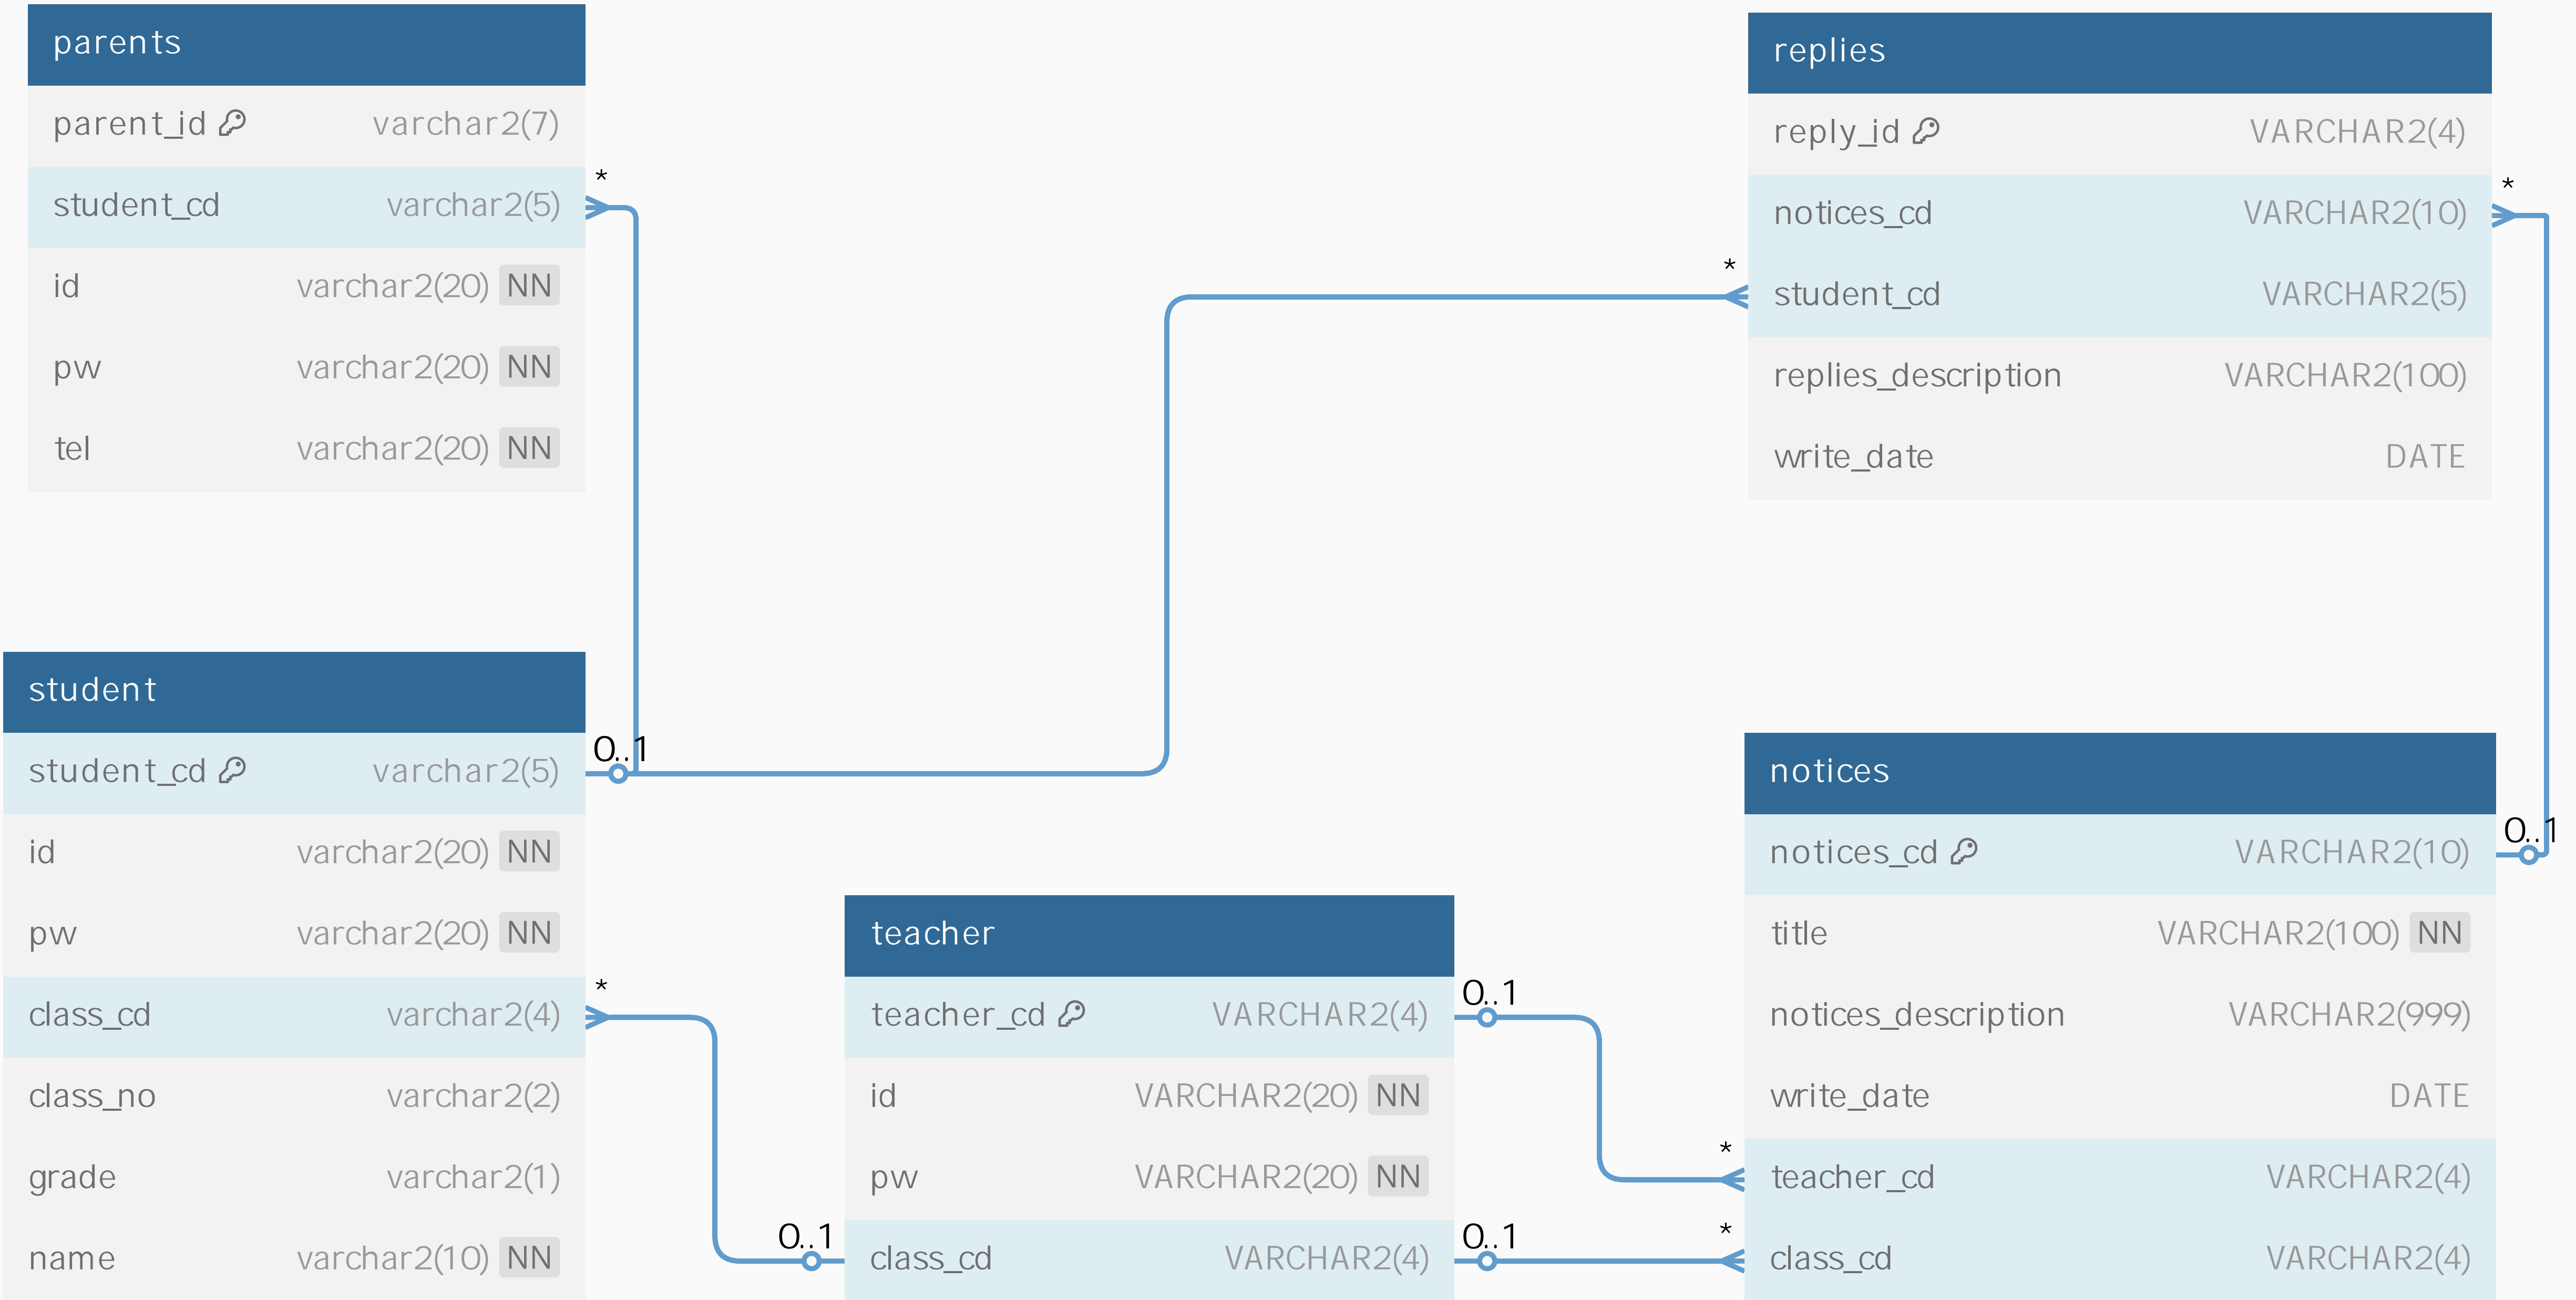 parents
parent_id varchar2(7)
student_cd varchar2(5)
id varchar2(20) NN
pw varchar2(20) NN
tel varchar2(20) NN
*
replies
reply_id VARCHAR2(4)
notices_cd VARCHAR2(10)
student_cd VARCHAR2(5)
replies_description VARCHAR2(100)
write_date DATE
*
*
student
student_cd varchar2(5)
id varchar2(20) NN
pw varchar2(20) NN
class_cd varchar2(4)
class_no varchar2(2)
grade varchar2(1)
name varchar2(10) NN
0..1
*
0..1
teacher
teacher_cd VARCHAR2(4)
id VARCHAR2(20) NN
pw VARCHAR2(20) NN
class_cd VARCHAR2(4)
0..1
0..1
*
*
notices
notices_cd VARCHAR2(10)
title VARCHAR2(100) NN
notices_description VARCHAR2(999)
write_date DATE
teacher_cd VARCHAR2(4)
class_cd VARCHAR2(4)
0..1